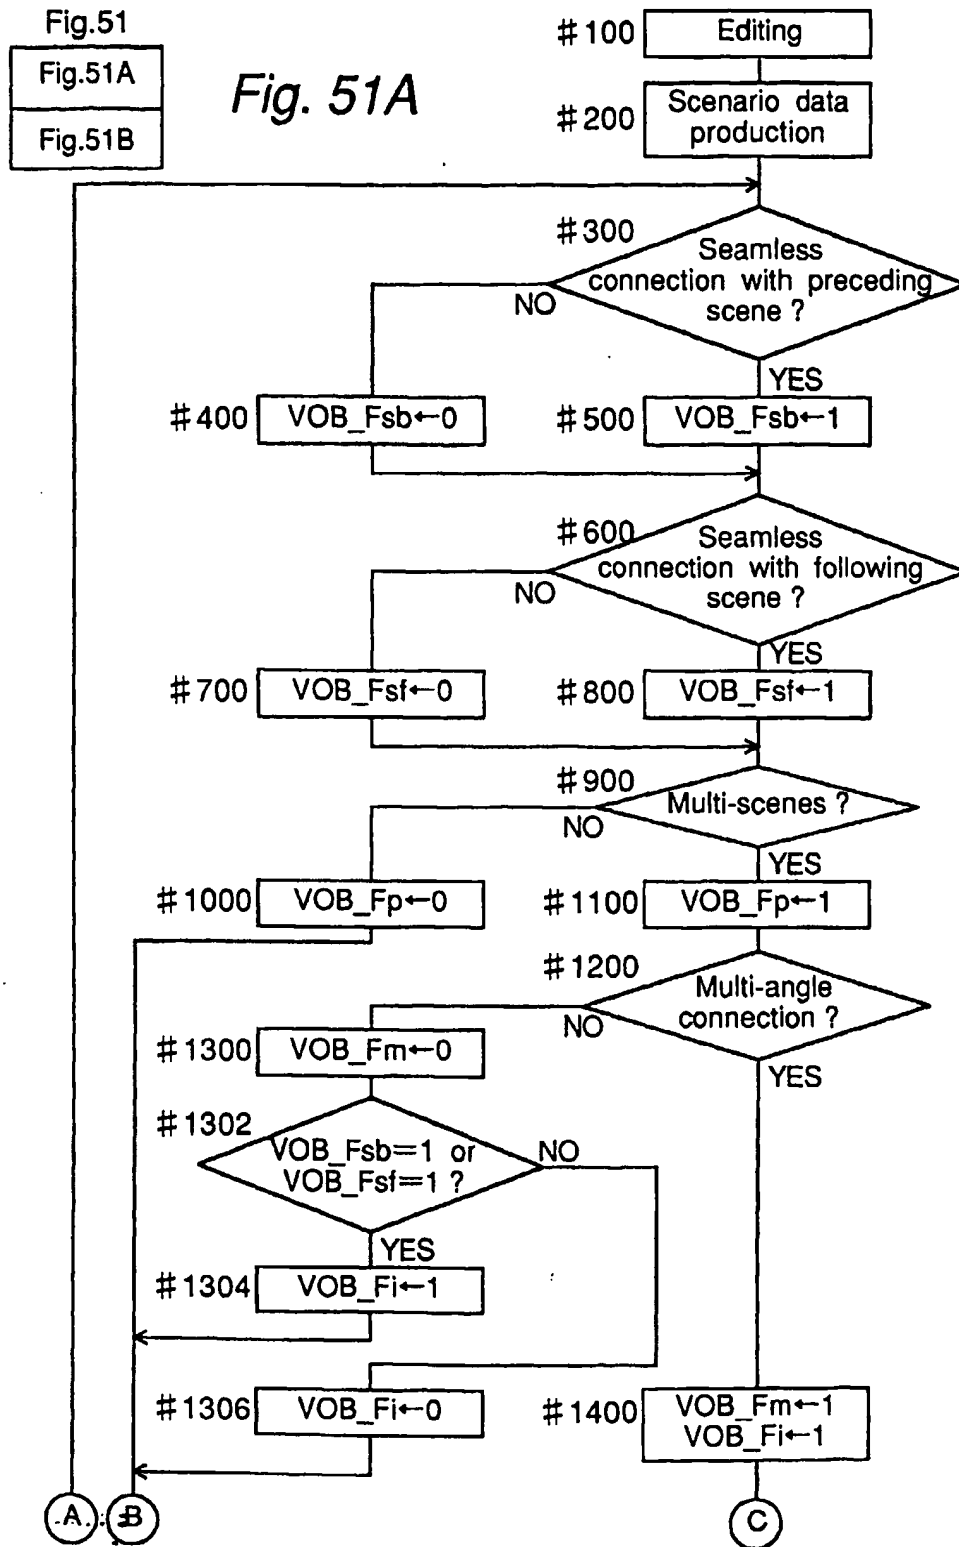 Fig.51
Fig.51A
Fig.51B
Fig. 51A
#100
Editing
#200
Scenario data
production
#300
Seamless
connection with preceding
scene ?
NO
YES
#400
VOB_Fsb←0
#500
VOB_Fsb←1
#600
Seamless
connection with following
scene ?
NO
YES
#700
VOB_Fsf←0
#800
VOB_Fsf←1
#900
Multi-scenes ?
NO
YES
#1000
VOB_Fp←0
#1100
VOB_Fp←1
#1200
Multi-angle
connection ?
NO
YES
#1300
VOB_Fm←0
#1302
VOB_Fsb=1 or
VOB_Fsf=1 ?
NO
YES
#1304
VOB_Fi←1
#1306
VOB_Fi←0
#1400
VOB_Fm←1
VOB_Fi←1
A
B
C